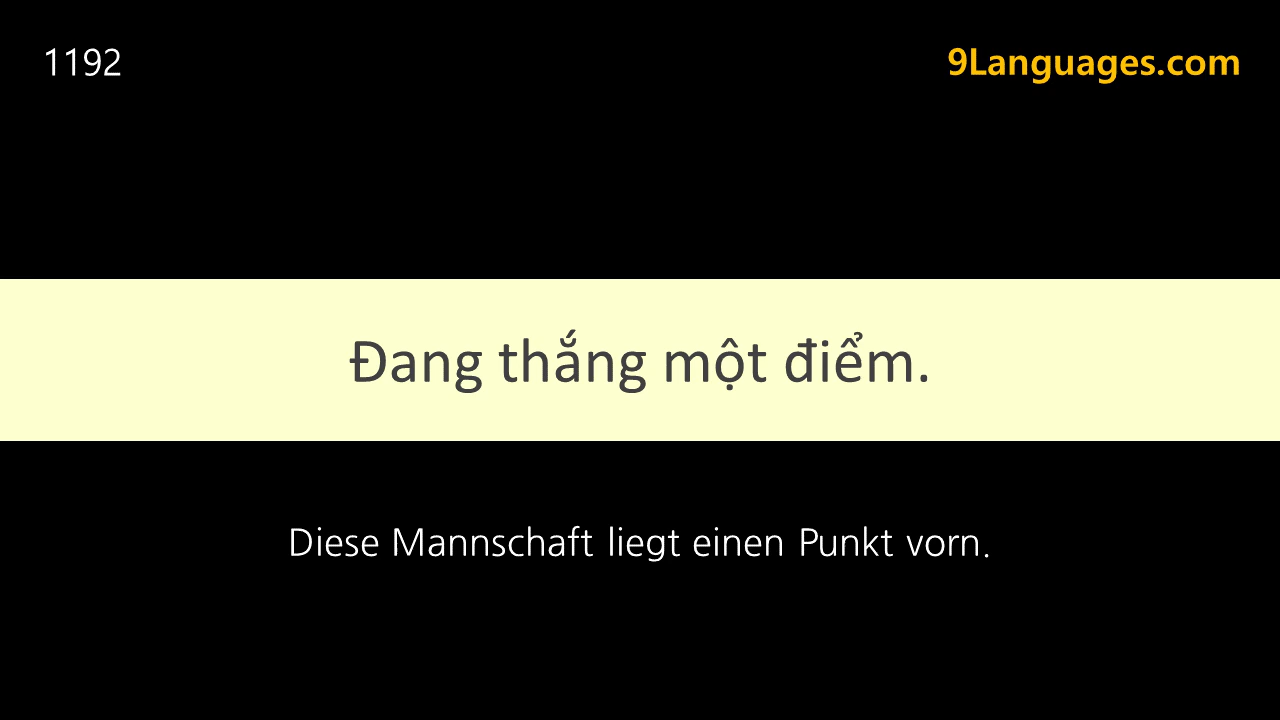 1192
9Languages.com
Đang thắng một điểm.
Diese Mannschaft liegt einen Punkt vorn.